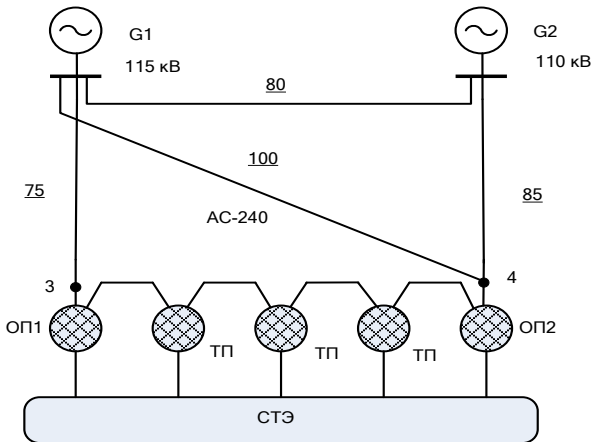 G1
G2
115 кВ
110 кВ
80
100
75
85
АС-240
3
4
ОП1
ОП2
ТП
ТП
ТП
СТЭ